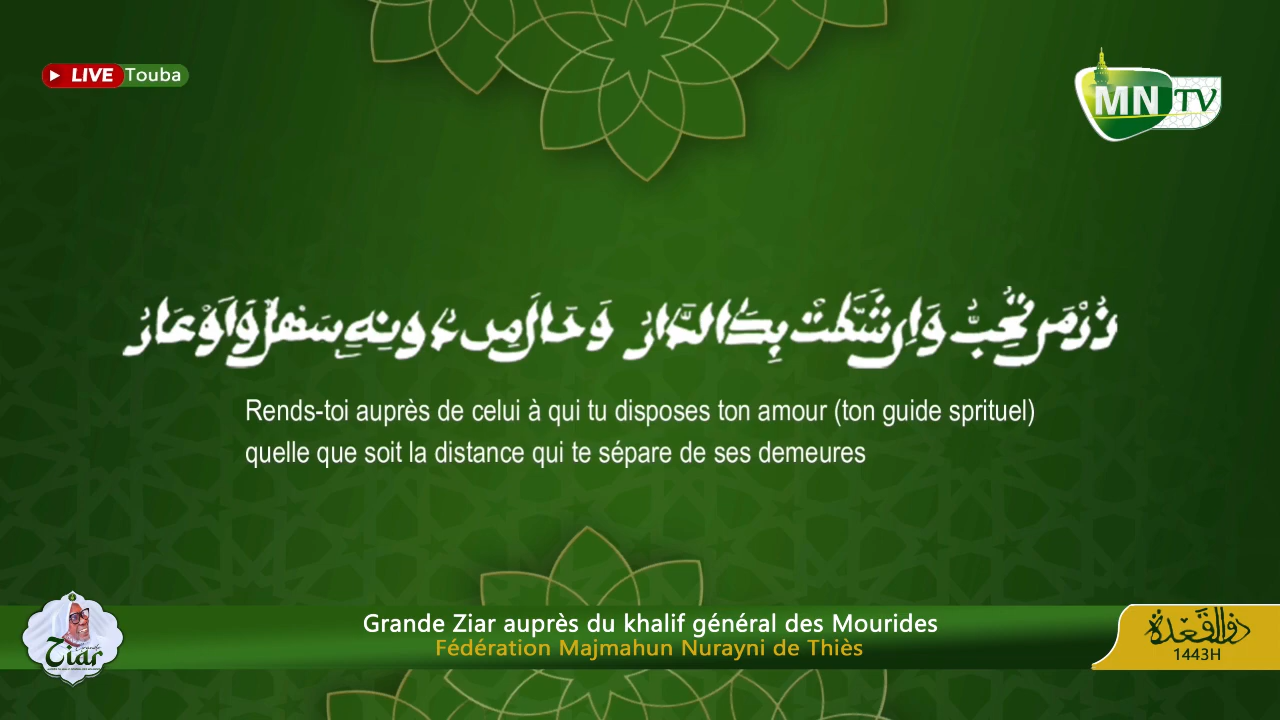 LIVE Touba
MN TV
زُرْ مَن تُحِبُّ وَإِن شَطَّتْ بِكَ الدَّارُ وَحَالَ مِن دُونِهِ سَهْلٌ وَأَوْعَارُ
Rends-toi auprès de celui à qui tu disposes ton amour (ton guide sprituel)
quelle que soit la distance qui te sépare de ses demeures
Grande Ziar auprès du khalif général des Mourides
Fédération Majmahun Nurayni de Thiès
Ziar
ذو القعدة
1443H